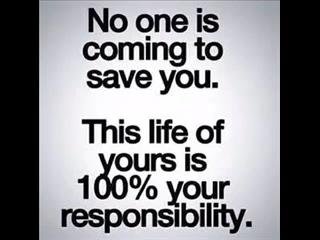 No one is
coming to
save you.
This life of
yours is
100% your
responsibility.